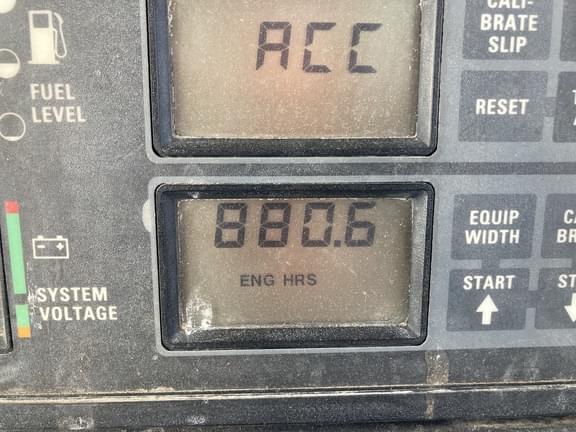 ACC
CALI-
BRATE
SLIP
FUEL
LEVEL
RESET
880.6
ENG HRS
EQUIP
WIDTH
SYSTEM
VOLTAGE
START